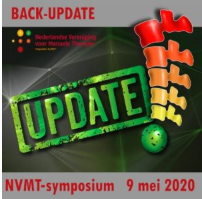 BACK-UPDATE
Nederlandse Vereniging
voor Manuele Therapie
UPDATE
NVMT-symposium 9 mei 2020